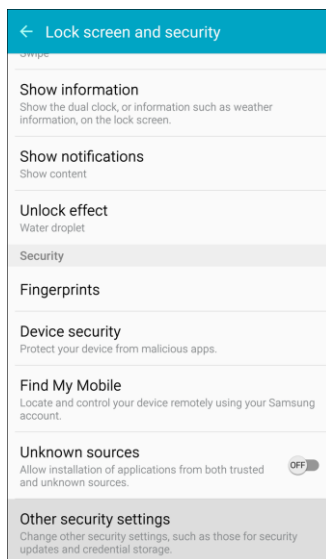 Lock screen and security
Swipe
Show information
Show the dual clock, or information such as weather
information, on the lock screen.
Show notifications
Show content
Unlock effect
Water droplet
Security
Fingerprints
Device security
Protect your device from malicious apps.
Find My Mobile
Locate and control your device remotely using your Samsung
account.
Unknown sources
Allow installation of applications from both trusted
and unknown sources.
OFF
Other security settings
Change other security settings, such as those for security
updates and credential storage.